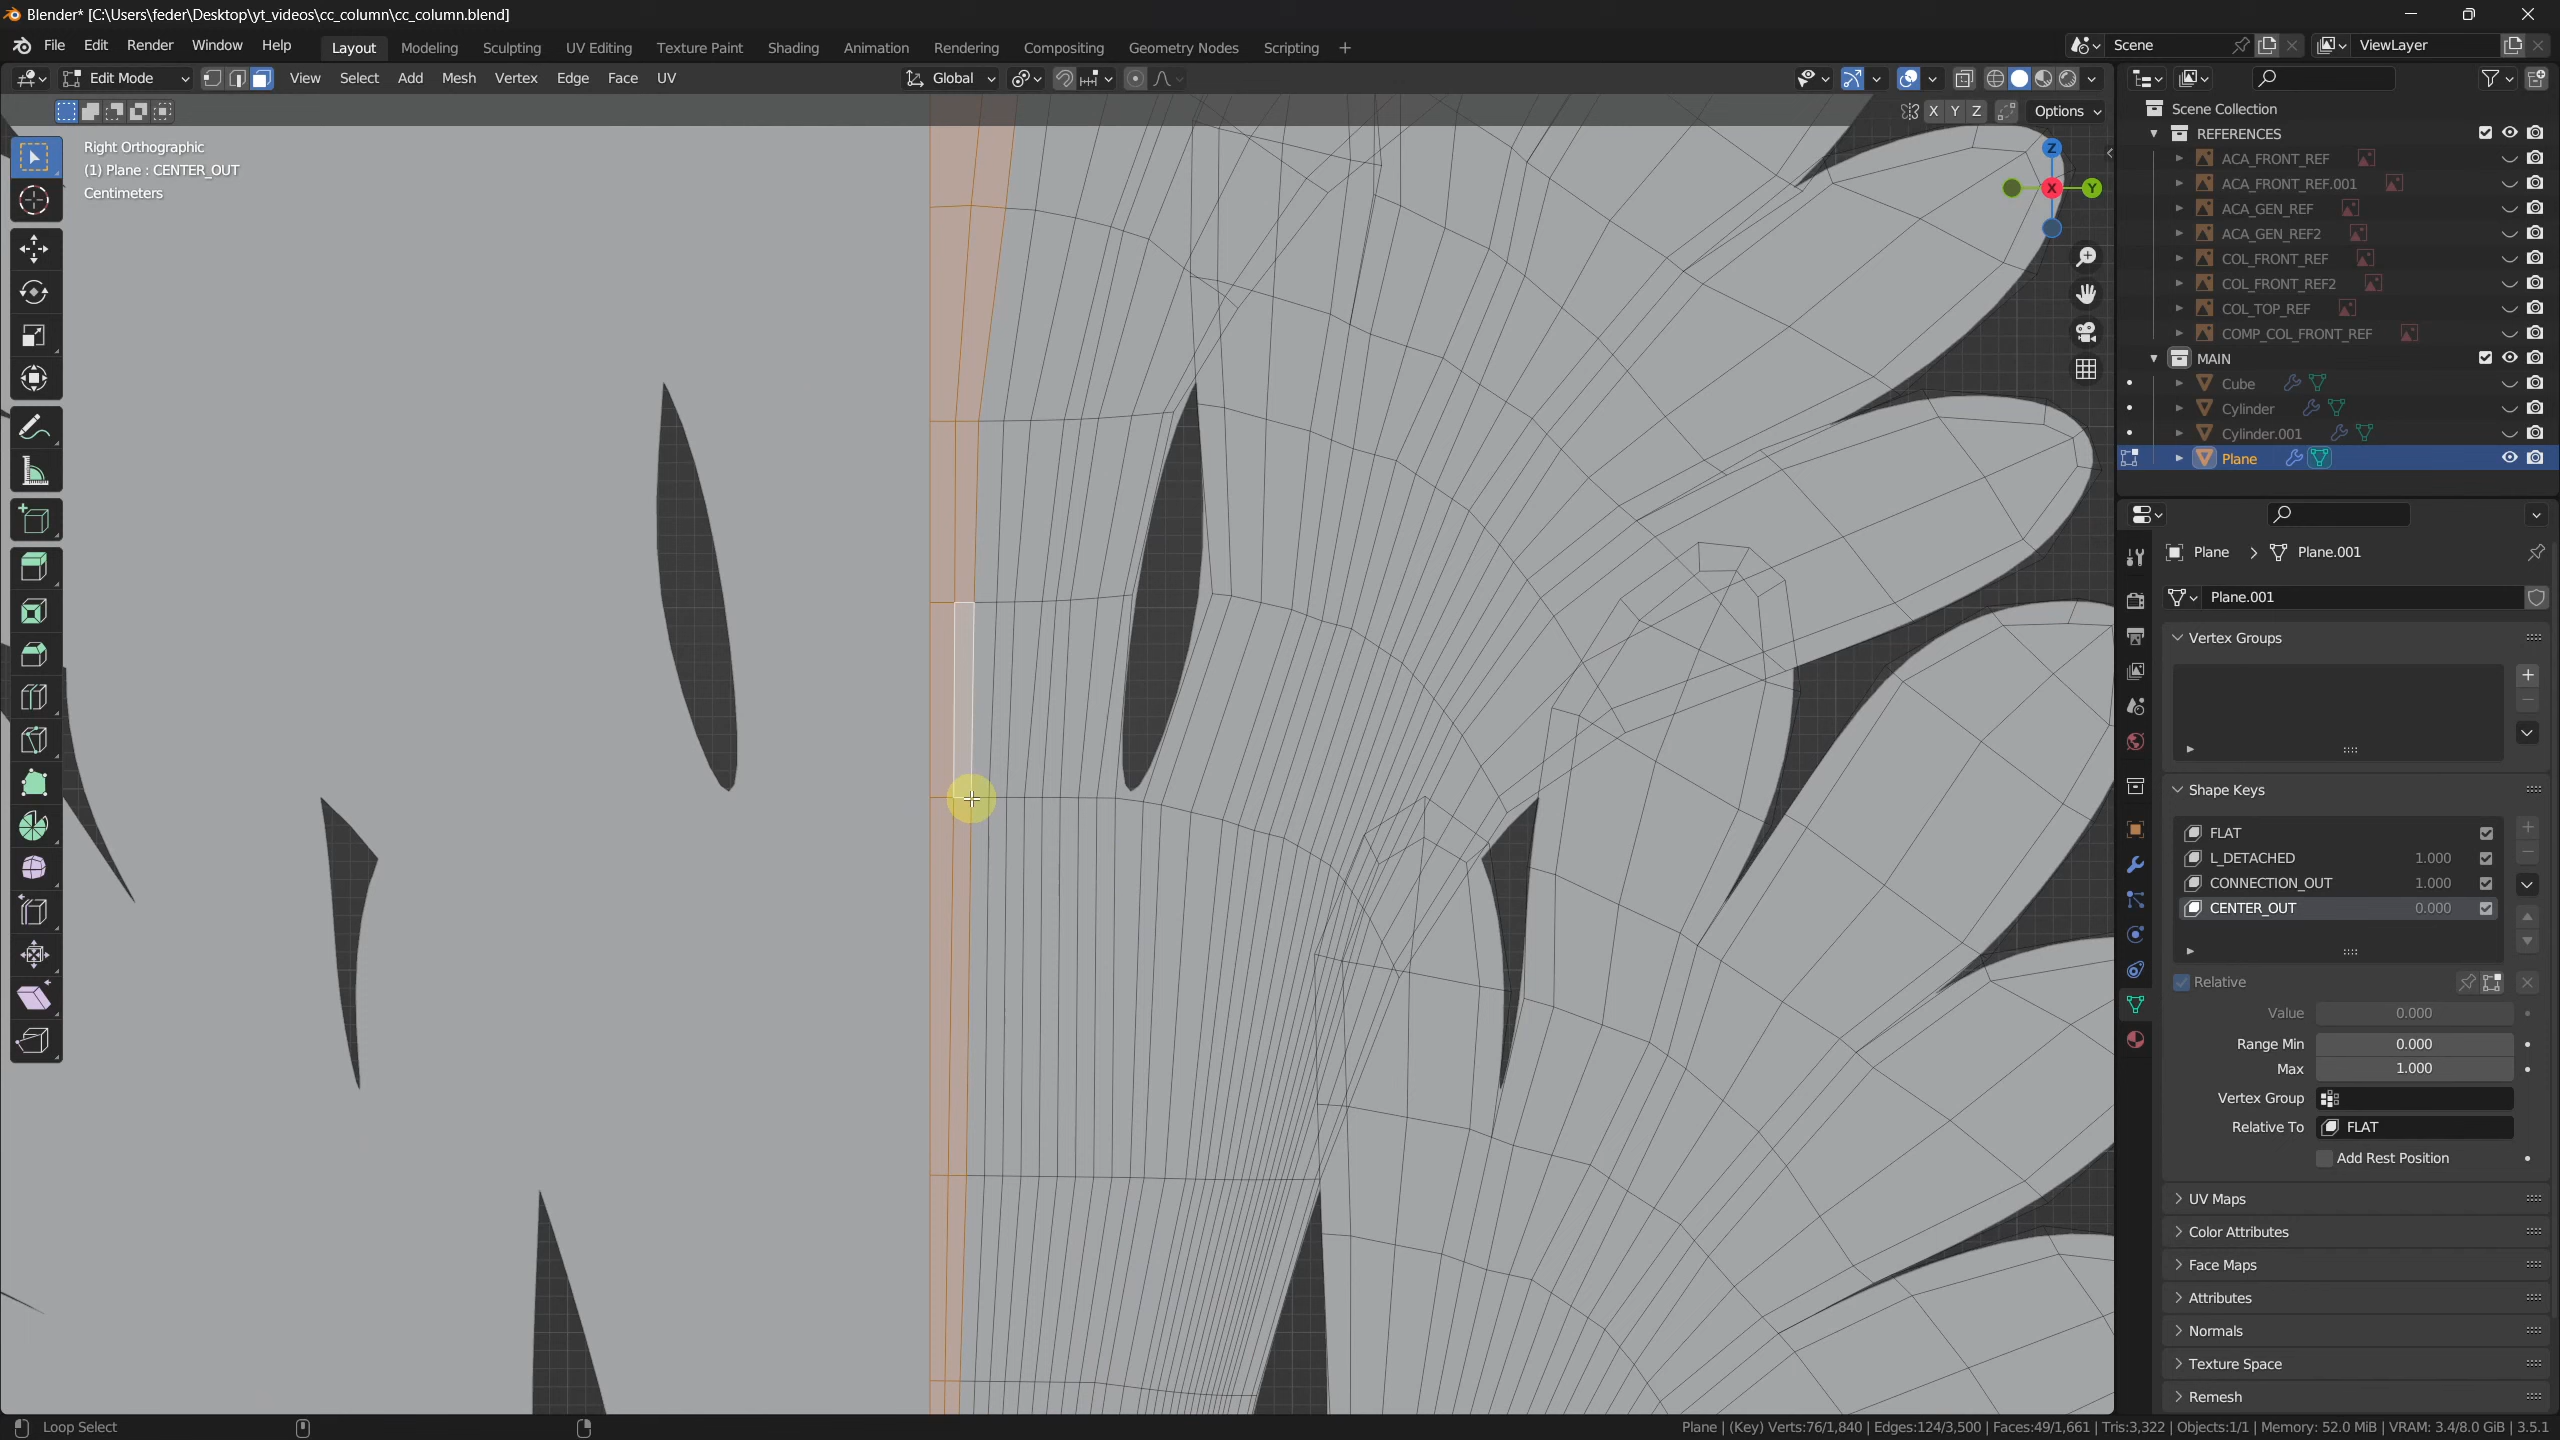 Blender* [C:\Users\feder\Desktop\yt_videos\cc_column\cc_column.blend]
File Edit Render Window Help Layout Modeling Sculpting UV Editing Texture Paint Shading Animation Rendering Compositing Geometry Nodes Scripting + Scene ViewLayer
Edit Mode View Select Add Mesh Vertex Edge Face UV Global
X Y Z Options
Right Orthographic
(1) Plane : CENTER_OUT
Centimeters
Z
X
Y
Scene Collection
REFERENCES
ACA_FRONT_REF
ACA_FRONT_REF.001
ACA_GEN_REF
ACA_GEN_REF2
COL_FRONT_REF
COL_FRONT_REF2
COL_TOP_REF
COMP_COL_FRONT_REF
MAIN
Cube
Cylinder
Cylinder.001
Plane
Plane > Plane.001
Plane.001
Vertex Groups
Shape Keys
FLAT
L_DETACHED 1.000
CONNECTION_OUT 1.000
CENTER_OUT 0.000
Relative
Value 0.000
Range Min 0.000
Max 1.000
Vertex Group
Relative To FLAT
Add Rest Position
UV Maps
Color Attributes
Face Maps
Attributes
Normals
Texture Space
Remesh
Loop Select
Plane | (Key) Verts:76/1,840 | Edges:124/3,500 | Faces:49/1,661 | Tris:3,322 | Objects:1/1 | Memory: 52.0 MiB | VRAM: 3.4/8.0 GiB | 3.5.1